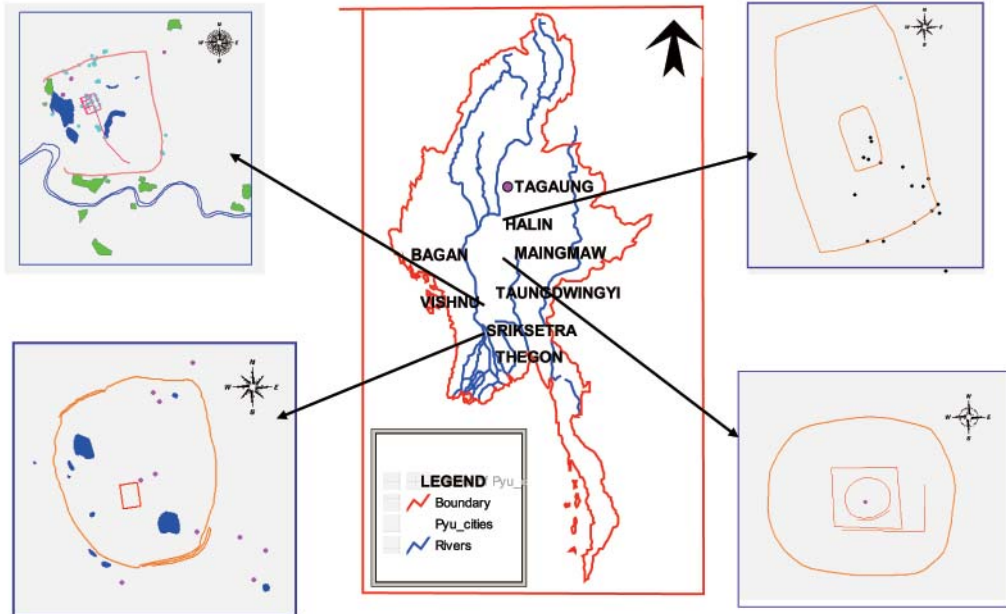 TAGAUNG
HALIN
BAGAN
MAINGMAW
VISHNU
TAUNGDWINGYI
SRIKSETRA
THEGON
LEGEND
Boundary
Pyu_cities
Rivers